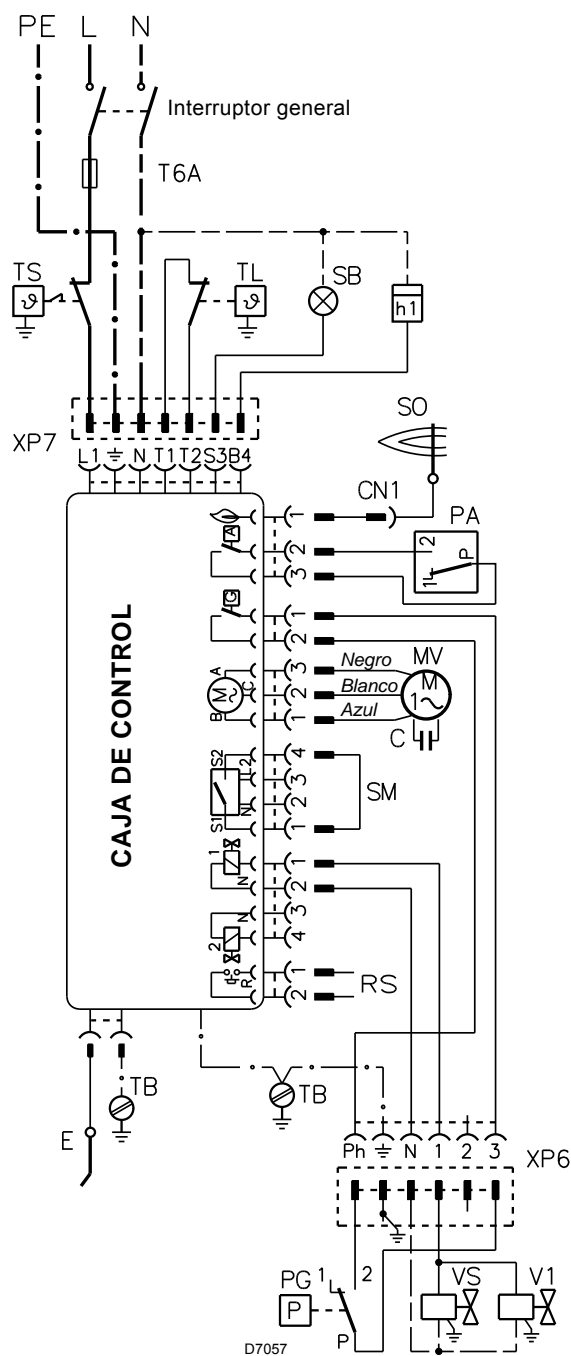 PE L N
Interruptor general
T6A
TS
TL
SB
h1
XP7
L1 N T1 T2 S3 B4
SO
CN1
PA
2
P
1
CAJA DE CONTROL
1
A
2
3
G
1
2
A
M
C
B
3
2
1
Negro
Blanco
Azul
MV
M
1
C
S2
L2
N
S1
4
3
2
1
SM
1
N
1
2
N
2
3
4
R
1
2
RS
TB
TB
E
Ph N 1 2 3
XP6
PG
P
1
2
P
VS
V1
D7057